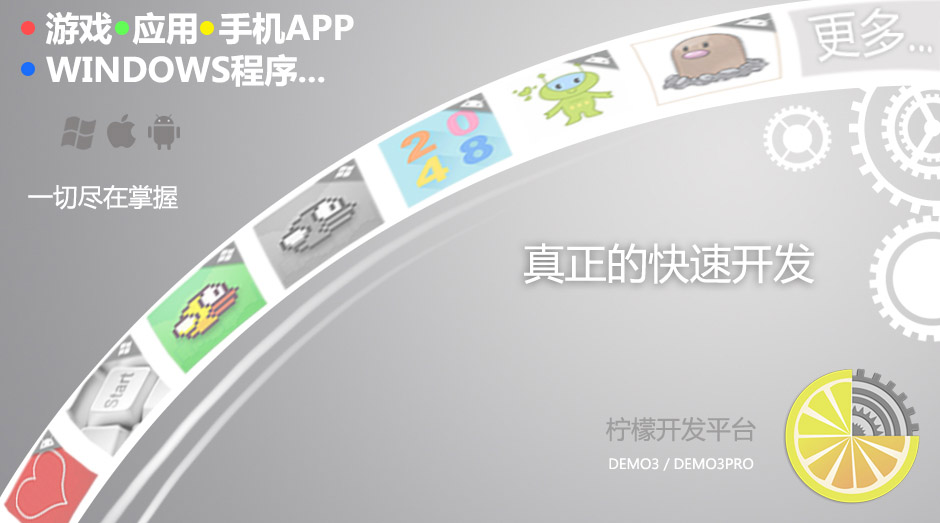 游戏●应用●手机APP
WINDOWS程序...
一切尽在掌握
更多...
2048
Start
真正的快速开发
柠檬开发平台
DEMO3 / DEMO3PRO